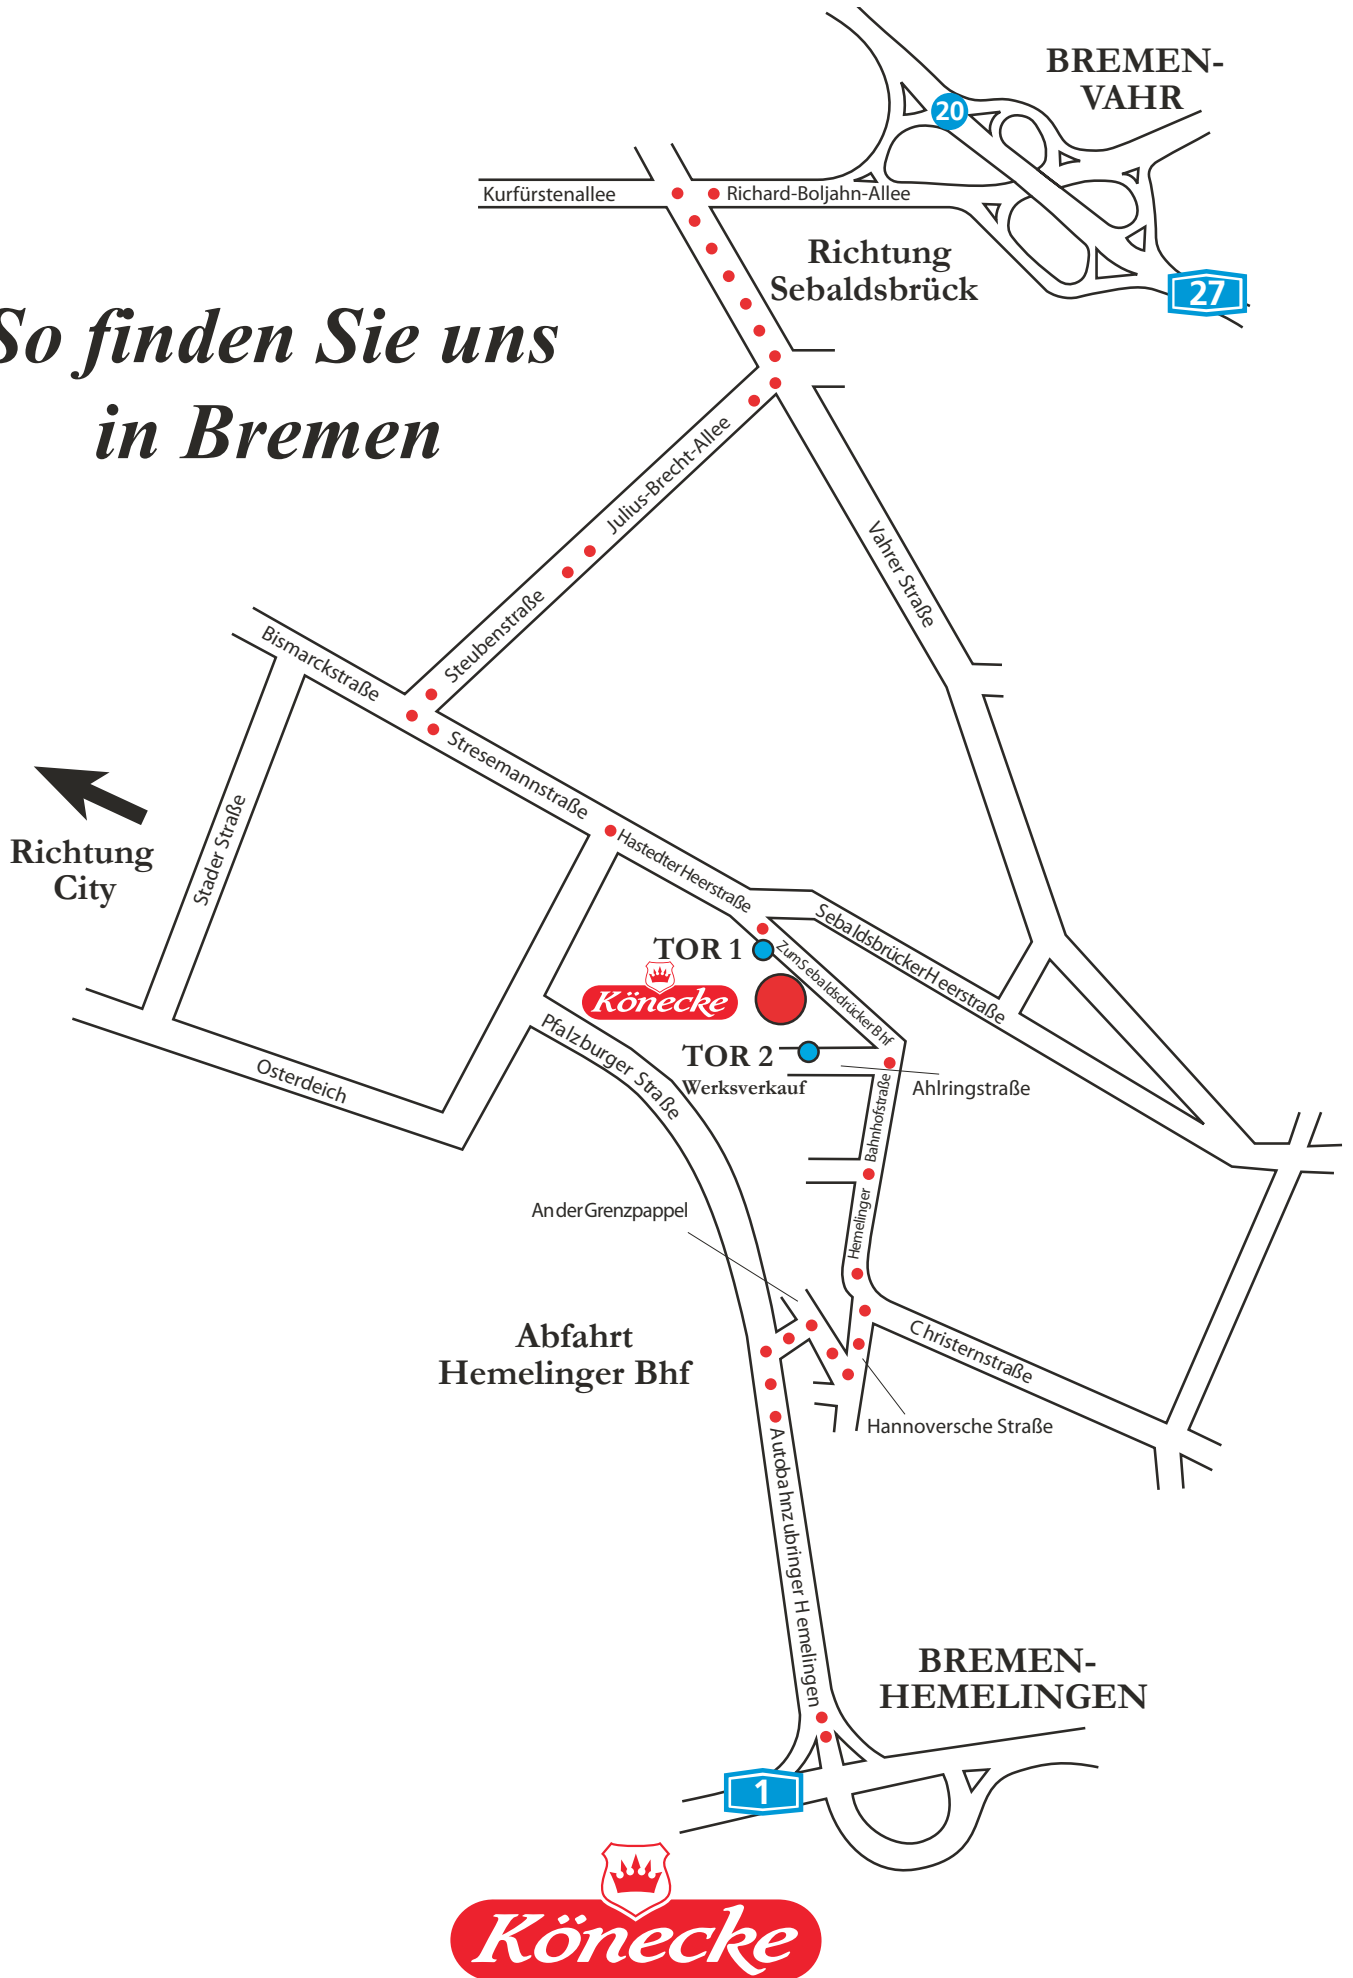 BREMEN-
VAHR
20
Kurfürstenallee
Richard-Boljahn-Allee
Richtung
Sebaldsbrück
27
So finden Sie uns
in Bremen
Julius-Brecht-Allee
Vahrer Straße
Steubenstraße
Bismarckstraße
Stresemannstraße
Richtung
City
Stader Straße
Hastedter Heerstraße
Sebaldsbrücker Heerstraße
TOR 1
Zum Sebaldsdrücker Bhf
Könecke
TOR 2
Werksverkauf
Pfalzburger Straße
Osterdeich
Ahlringstraße
Hemelinger Bahnhofstraße
An der Grenzpappel
Abfahrt
Hemelinger Bhf
Christernstraße
Hannoversche Straße
Autobahnzubringer Hemelingen
BREMEN-
HEMELINGEN
1
Könecke